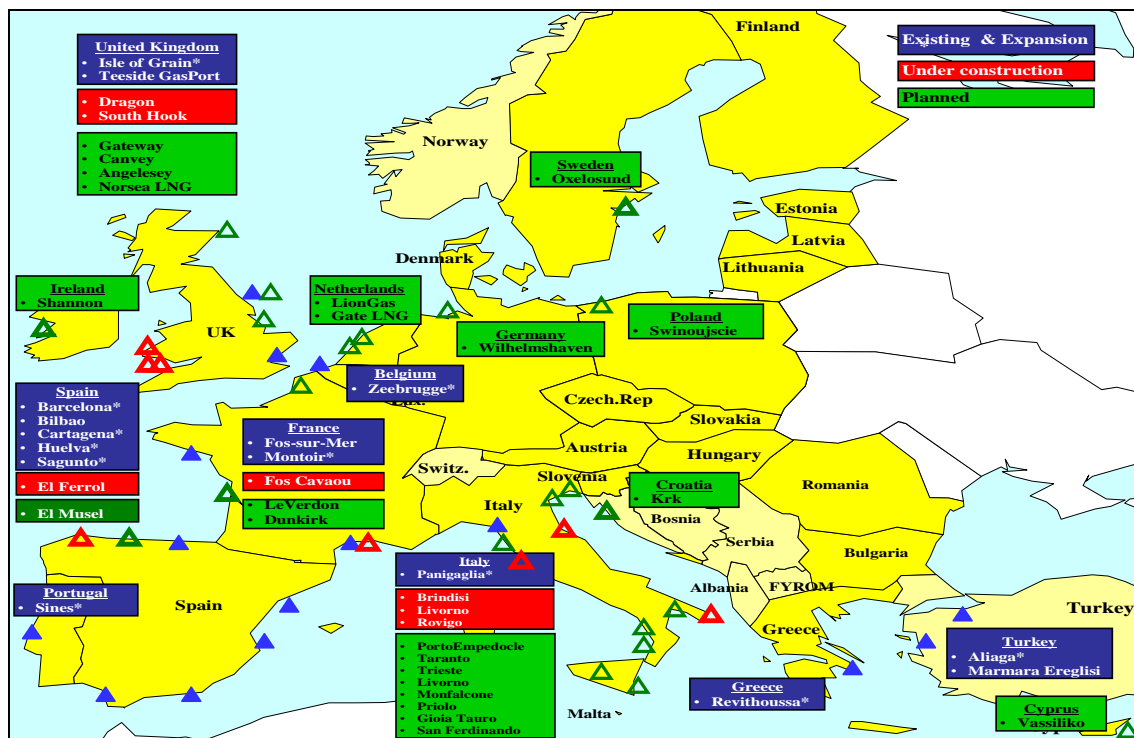 United Kingdom
• Isle of Grain*
• Teeside GasPort
• Dragon
• South Hook
• Gateway
• Canvey
• Angelesey
• Norsea LNG
Existing & Expansion
*
Under construction
Planned
Finland
Norway
Sweden
• Oxelosund
Estonia
Latvia
Lithuania
Denmark
Ireland
• Shannon
UK
Netherlands
• LionGas
• Gate LNG
Germany
• Wilhelmshaven
Poland
• Swinoujscie
Belgium
• Zeebrugge*
Lux.
Spain
• Barcelona*
• Bilbao
• Cartagena*
• Huelva*
• Sagunto*
• El Ferrol
• El Musel
France
• Fos-sur-Mer
• Montoir*
• Fos Cavaou
• LeVerdon
• Dunkirk
Czech.Rep
Slovakia
Austria
Hungary
Switz.
Slovenia
Romania
Croatia
• Krk
Italy
Bosnia
Serbia
Bulgaria
Albania
FYROM
Italy
• Panigaglia*
• Brindisi
• Livorno
• Rovigo
• PortoEmpedocle
• Taranto
• Trieste
• Livorno
• Monfalcone
• Priolo
• Gioia Tauro
• San Ferdinando
Portugal
• Sines*
Spain
Greece
Turkey
Turkey
• Aliaga*
• Marmara Ereglisi
Greece
• Revithoussa*
Malta
Cyprus
• Vassiliko